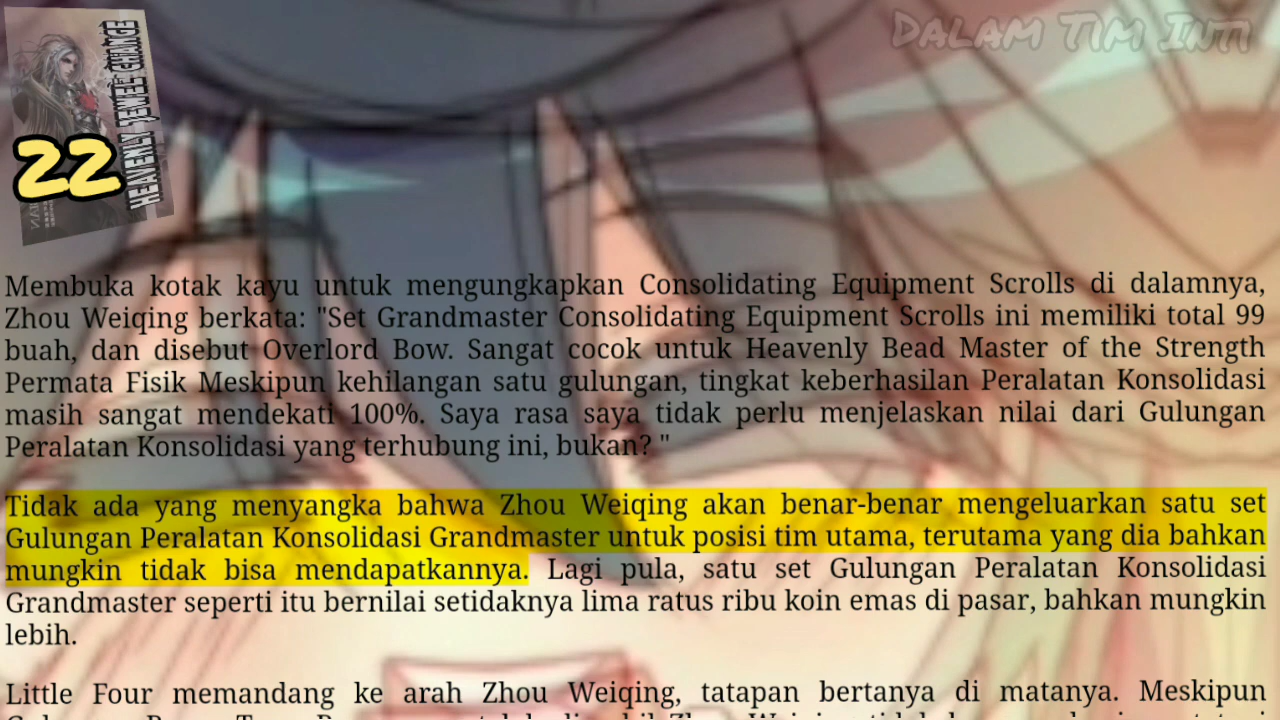 Dalam Tim Inti
HEAVENLY JEWEL CHANGE
22
Membuka kotak kayu untuk mengungkapkan Consolidating Equipment Scrolls di dalamnya,
Zhou Weiqing berkata: "Set Grandmaster Consolidating Equipment Scrolls ini memiliki total 99
buah, dan disebut Overlord Bow. Sangat cocok untuk Heavenly Bead Master of the Strength
Permata Fisik Meskipun kehilangan satu gulungan, tingkat keberhasilan Peralatan Konsolidasi
masih sangat mendekati 100%. Saya rasa saya tidak perlu menjelaskan nilai dari Gulungan
Peralatan Konsolidasi yang terhubung ini, bukan? "
Tidak ada yang menyangka bahwa Zhou Weiqing akan benar-benar mengeluarkan satu set
Gulungan Peralatan Konsolidasi Grandmaster untuk posisi tim utama, terutama yang dia bahkan
mungkin tidak bisa mendapatkannya. Lagi pula, satu set Gulungan Peralatan Konsolidasi
Grandmaster seperti itu bernilai setidaknya lima ratus ribu koin emas di pasar, bahkan mungkin
lebih.
Little Four memandang ke arah Zhou Weiqing, tatapan bertanya di matanya. Meskipun